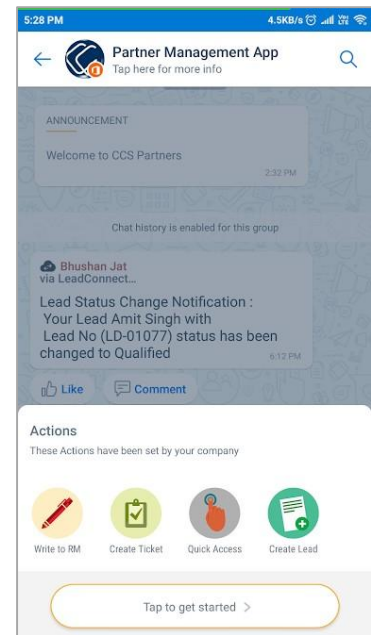 5:28 PM
4.5KB/s
Partner Management App
Tap here for more info
ANNOUNCEMENT
Welcome to CCS Partners
2:32 PM
Chat history is enabled for this group
Bhushan Jat
via LeadConnect...
Lead Status Change Notification :
Your Lead Amit Singh with
Lead No (LD-01077) status has been
changed to Qualified
6:12 PM
Like
Comment
Actions
These Actions have been set by your company
Write to RM
Create Ticket
Quick Access
Create Lead
Tap to get started >